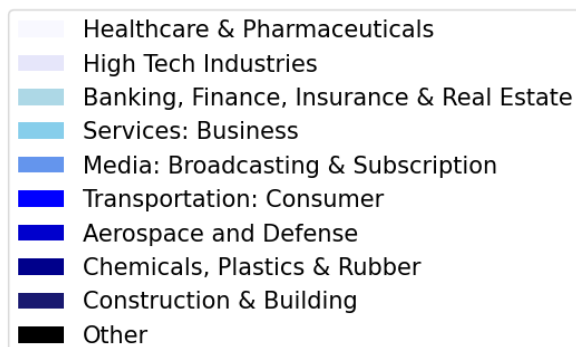 Healthcare & Pharmaceuticals
High Tech Industries
Banking, Finance, Insurance & Real Estate
Services: Business
Media: Broadcasting & Subscription
Transportation: Consumer
Aerospace and Defense
Chemicals, Plastics & Rubber
Construction & Building
Other